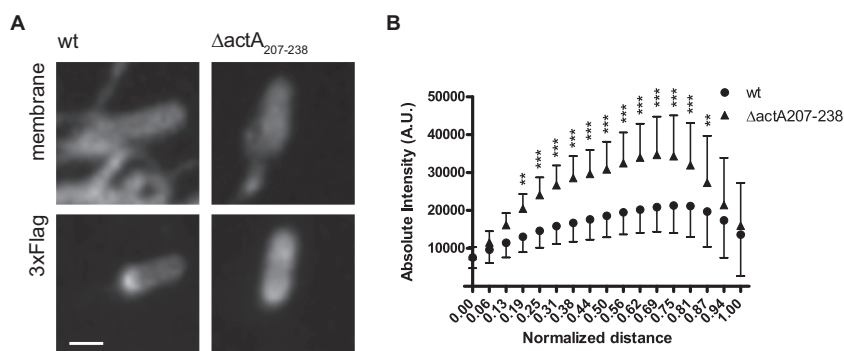 A
wt
ΔactA207-238
membrane
3xFlag
B
Absolute Intensity (A.U.)
50000
40000
30000
20000
10000
** *** *** *** *** *** *** *** *** *** *** **
wt
ΔactA207-238
0.00 0.06 0.13 0.19 0.25 0.31 0.38 0.44 0.50 0.56 0.62 0.69 0.75 0.81 0.87 0.94 1.00
Normalized distance